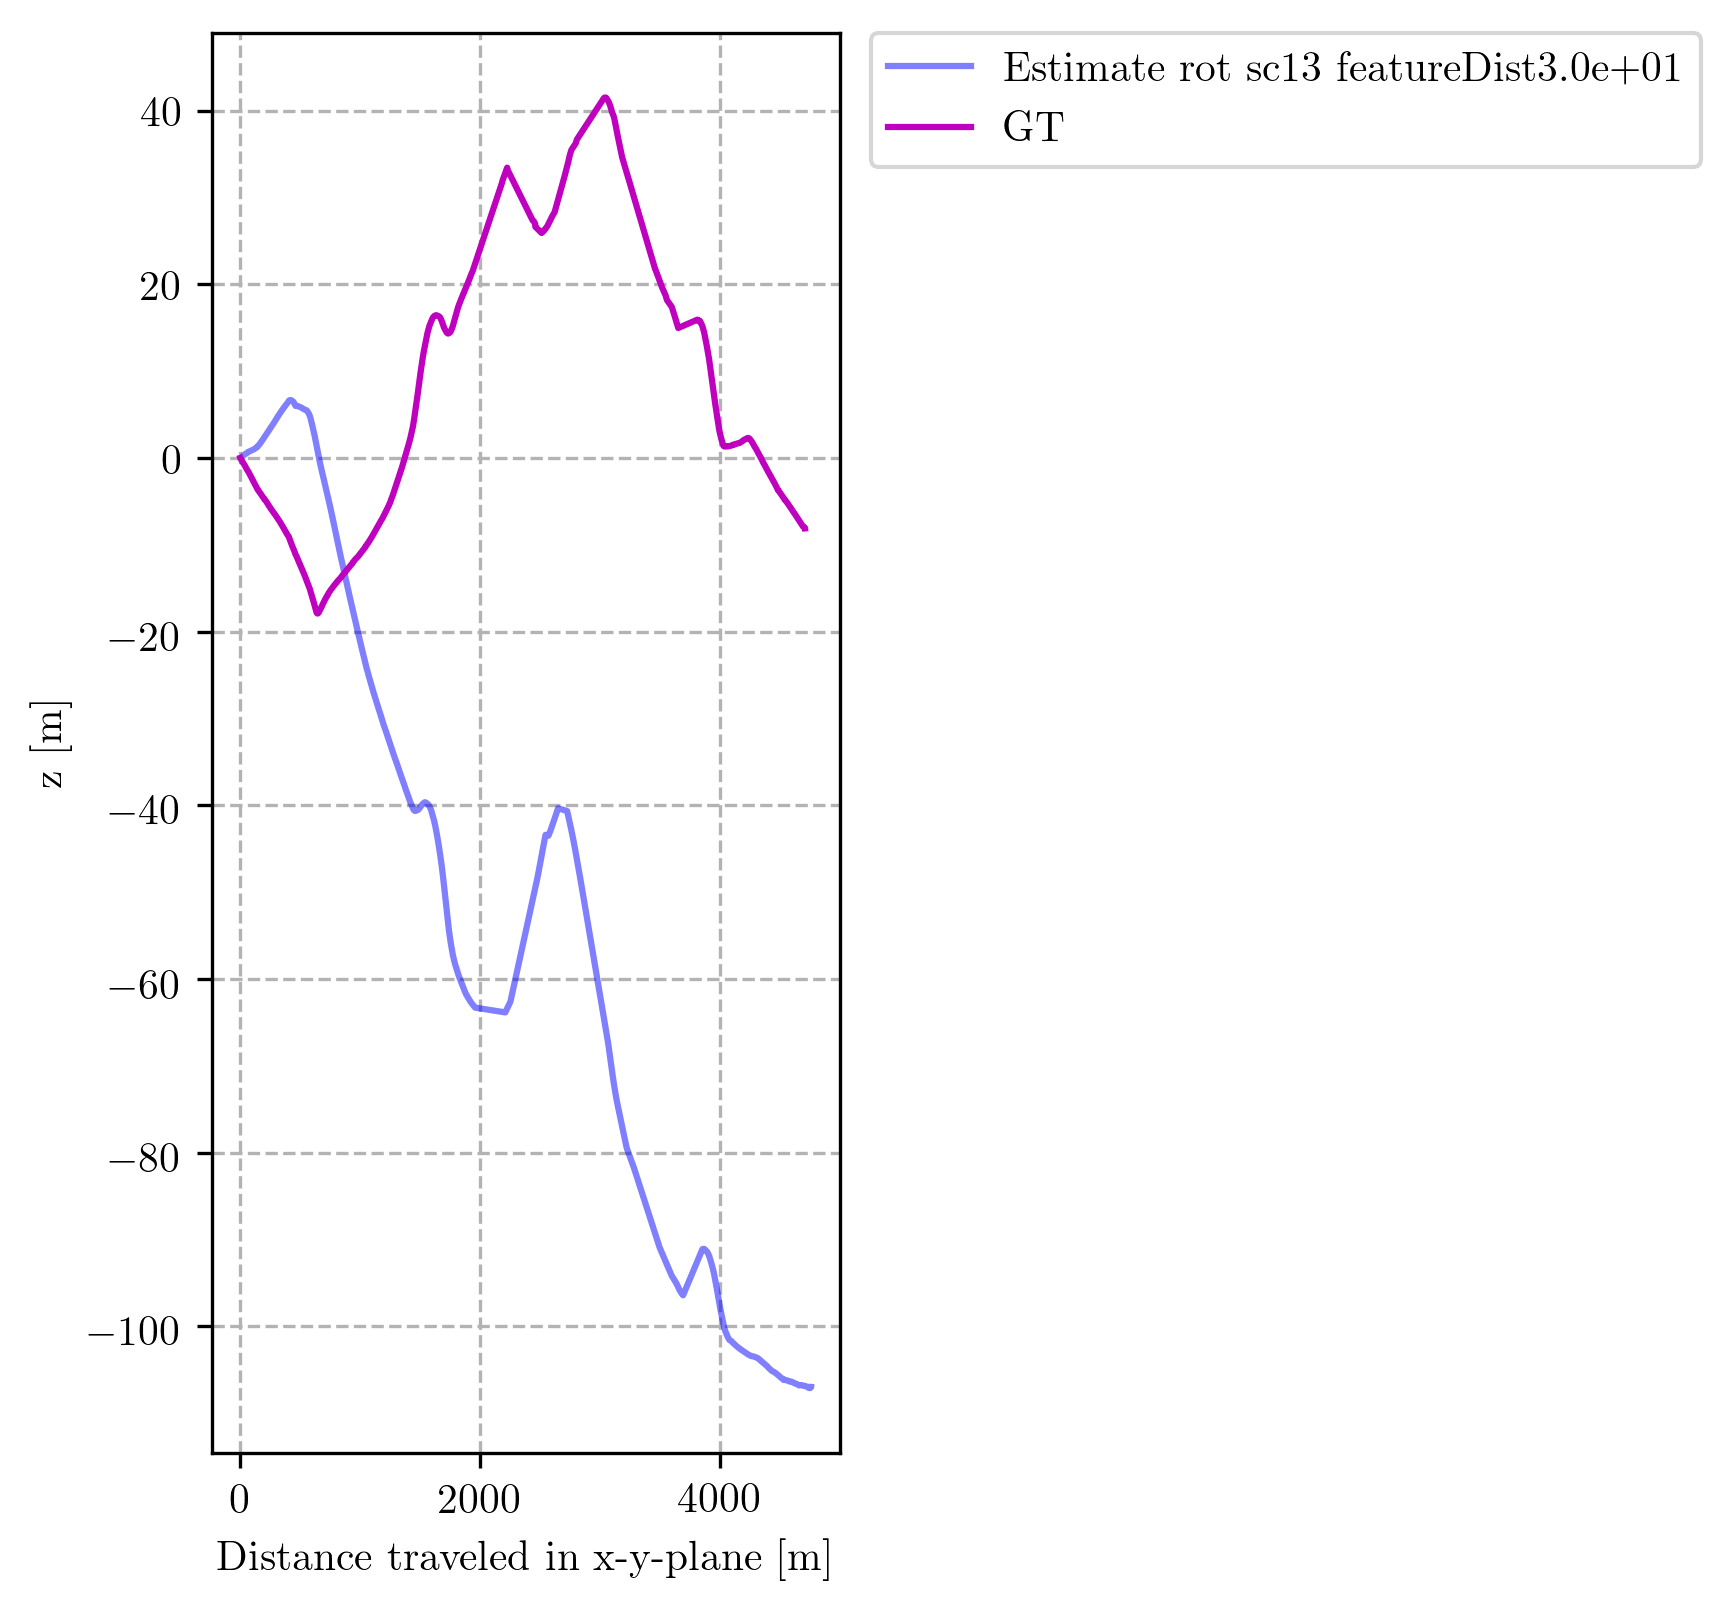 Estimate rot sc13 featureDist3.0e+01
GT
40
20
0
−20
−40
−60
−80
−100
z [m]
0 2000 4000
Distance traveled in x-y-plane [m]